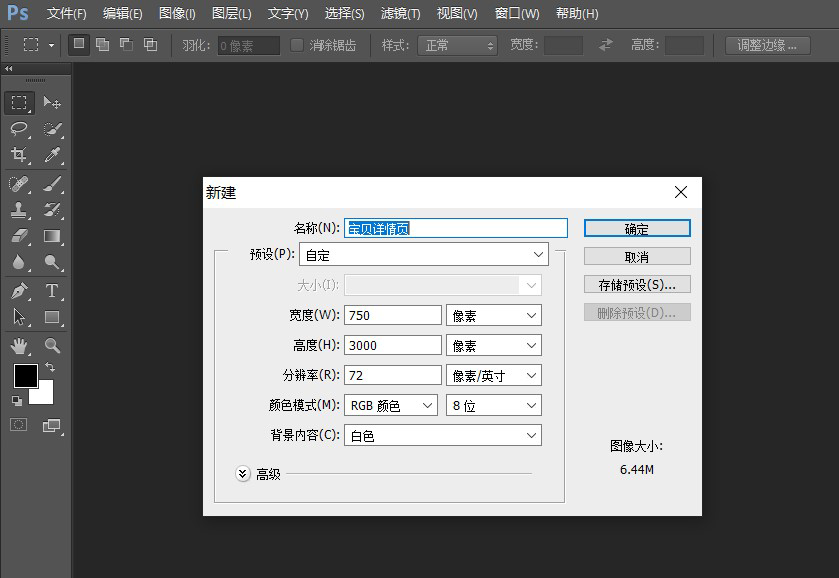 Ps 文件(F) 编辑(E) 图像(I) 图层(L) 文字(Y) 选择(S) 滤镜(T) 视图(V) 窗口(W) 帮助(H)
羽化: 0 像素 消除锯齿 样式: 正常 宽度: 高度: 调整边缘...
新建
名称(N): 宝贝详情页 确定
预设(P): 自定 取消
大小(I): 存储预设(S)...
宽度(W): 750 像素 删除预设(D)...
高度(H): 3000 像素
分辨率(R): 72 像素/英寸
颜色模式(M): RGB 颜色 8 位
背景内容(C): 白色 图像大小:
高级 6.44M